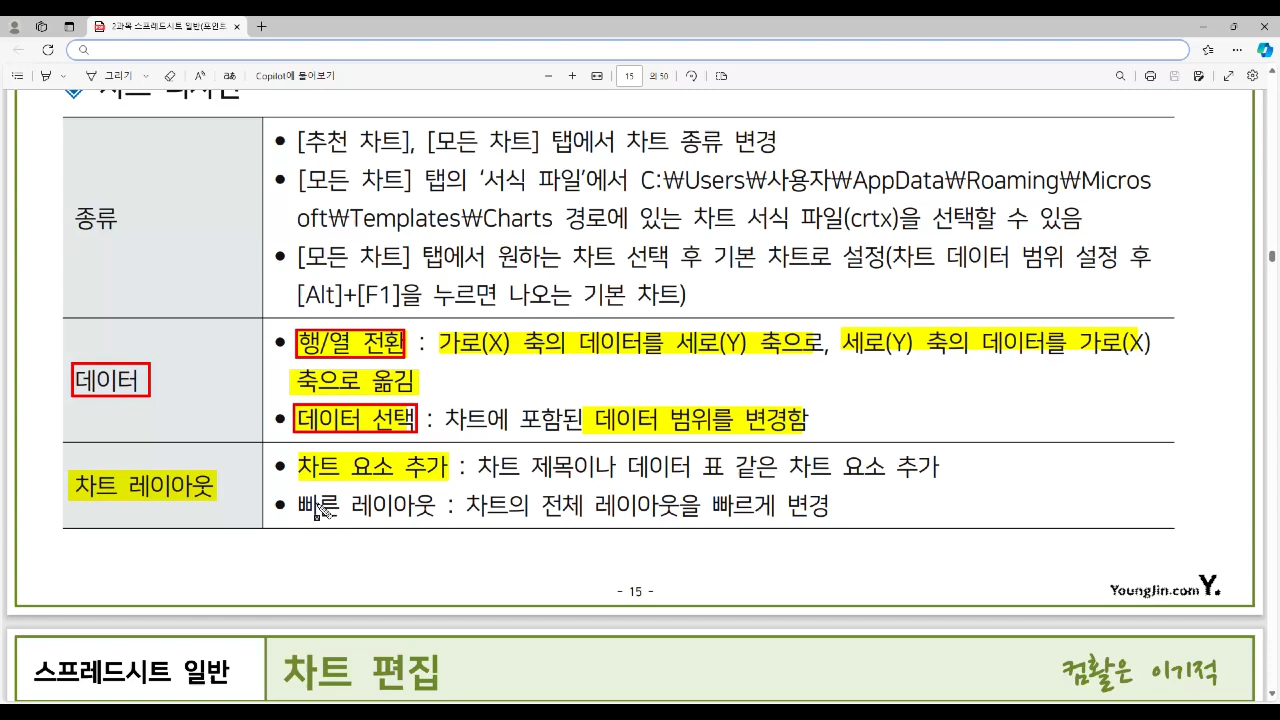 2과목 스프레드시트 일반(포인트
그리기
Copilot에 물어보기
15 의 50
차트 디자인
종류
• [추천 차트], [모든 차트] 탭에서 차트 종류 변경
• [모든 차트] 탭의 ‘서식 파일’에서 C:₩Users₩사용자₩AppData₩Roaming₩Micros
oft₩Templates₩Charts 경로에 있는 차트 서식 파일(crtx)을 선택할 수 있음
• [모든 차트] 탭에서 원하는 차트 선택 후 기본 차트로 설정(차트 데이터 범위 설정 후
[Alt]+[F1]을 누르면 나오는 기본 차트)
데이터
• 행/열 전환 : 가로(X) 축의 데이터를 세로(Y) 축으로, 세로(Y) 축의 데이터를 가로(X)
축으로 옮김
• 데이터 선택 : 차트에 포함된 데이터 범위를 변경함
차트 레이아웃
• 차트 요소 추가 : 차트 제목이나 데이터 표 같은 차트 요소 추가
• 빠른 레이아웃 : 차트의 전체 레이아웃을 빠르게 변경
- 15 -
YoungJin.com Y.
스프레드시트 일반
차트 편집
컴활은 이기적